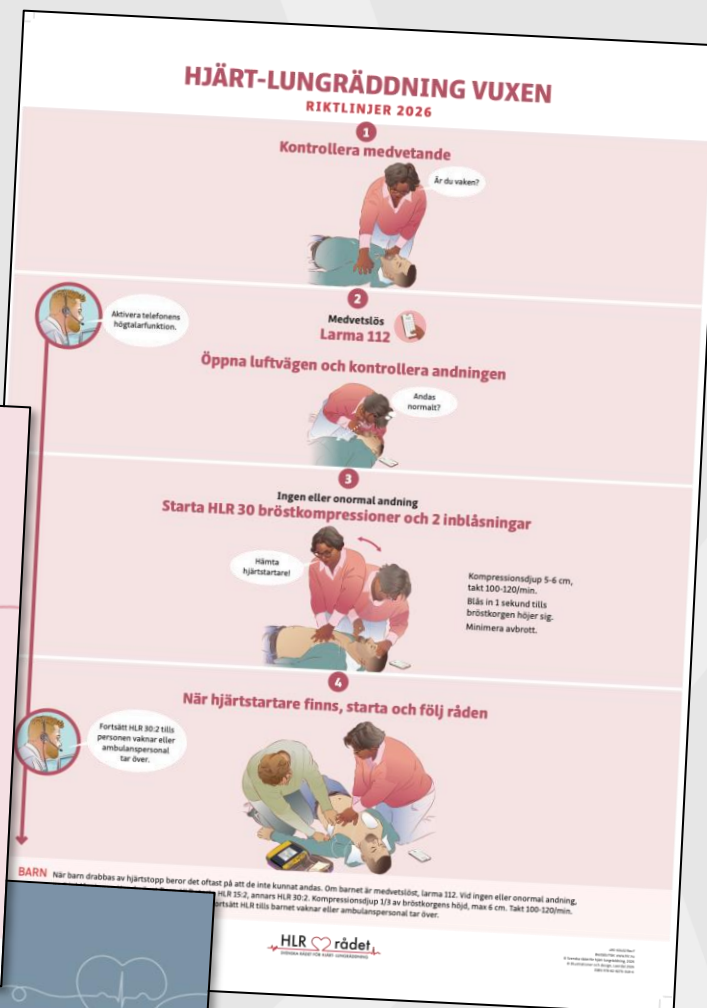 HJÄRT-LUNGRÄDDNING VUXEN
RIKTLINJER 2026
1
Kontrollera medvetande
Är du vaken?
2
Medvetslös
Larma 112
Aktivera telefonens
högtalarfunktion.
Öppna luftvägen och kontrollera andningen
Andas
normalt?
3
Ingen eller onormal andning
Starta HLR 30 bröstkompressioner och 2 inblåsningar
Hämta
hjärtstartare!
Kompressionsdjup 5-6 cm,
takt 100-120/min.
Blås in 1 sekund tills
bröstkorgen höjer sig.
Minimera avbrott.
4
När hjärtstartare finns, starta och följ råden
Fortsätt HLR 30:2 tills
personen vaknar eller
ambulanspersonal
tar över.
BARN När barn drabbas av hjärtstopp beror det oftast på att de inte kunnat andas. Om barnet är medvetslöst, larma 112. Vid ingen eller onormal andning,
HLR 15:2, annars HLR 30:2. Kompressionsdjup 1/3 av bröstkorgens höjd, max 6 cm. Takt 100-120/min.
ortsätt HLR tills barnet vaknar eller ambulanspersonal tar över.
HLR rådet
SVENSKA RÅDET FÖR HJÄRT-LUNGRÄDDNING